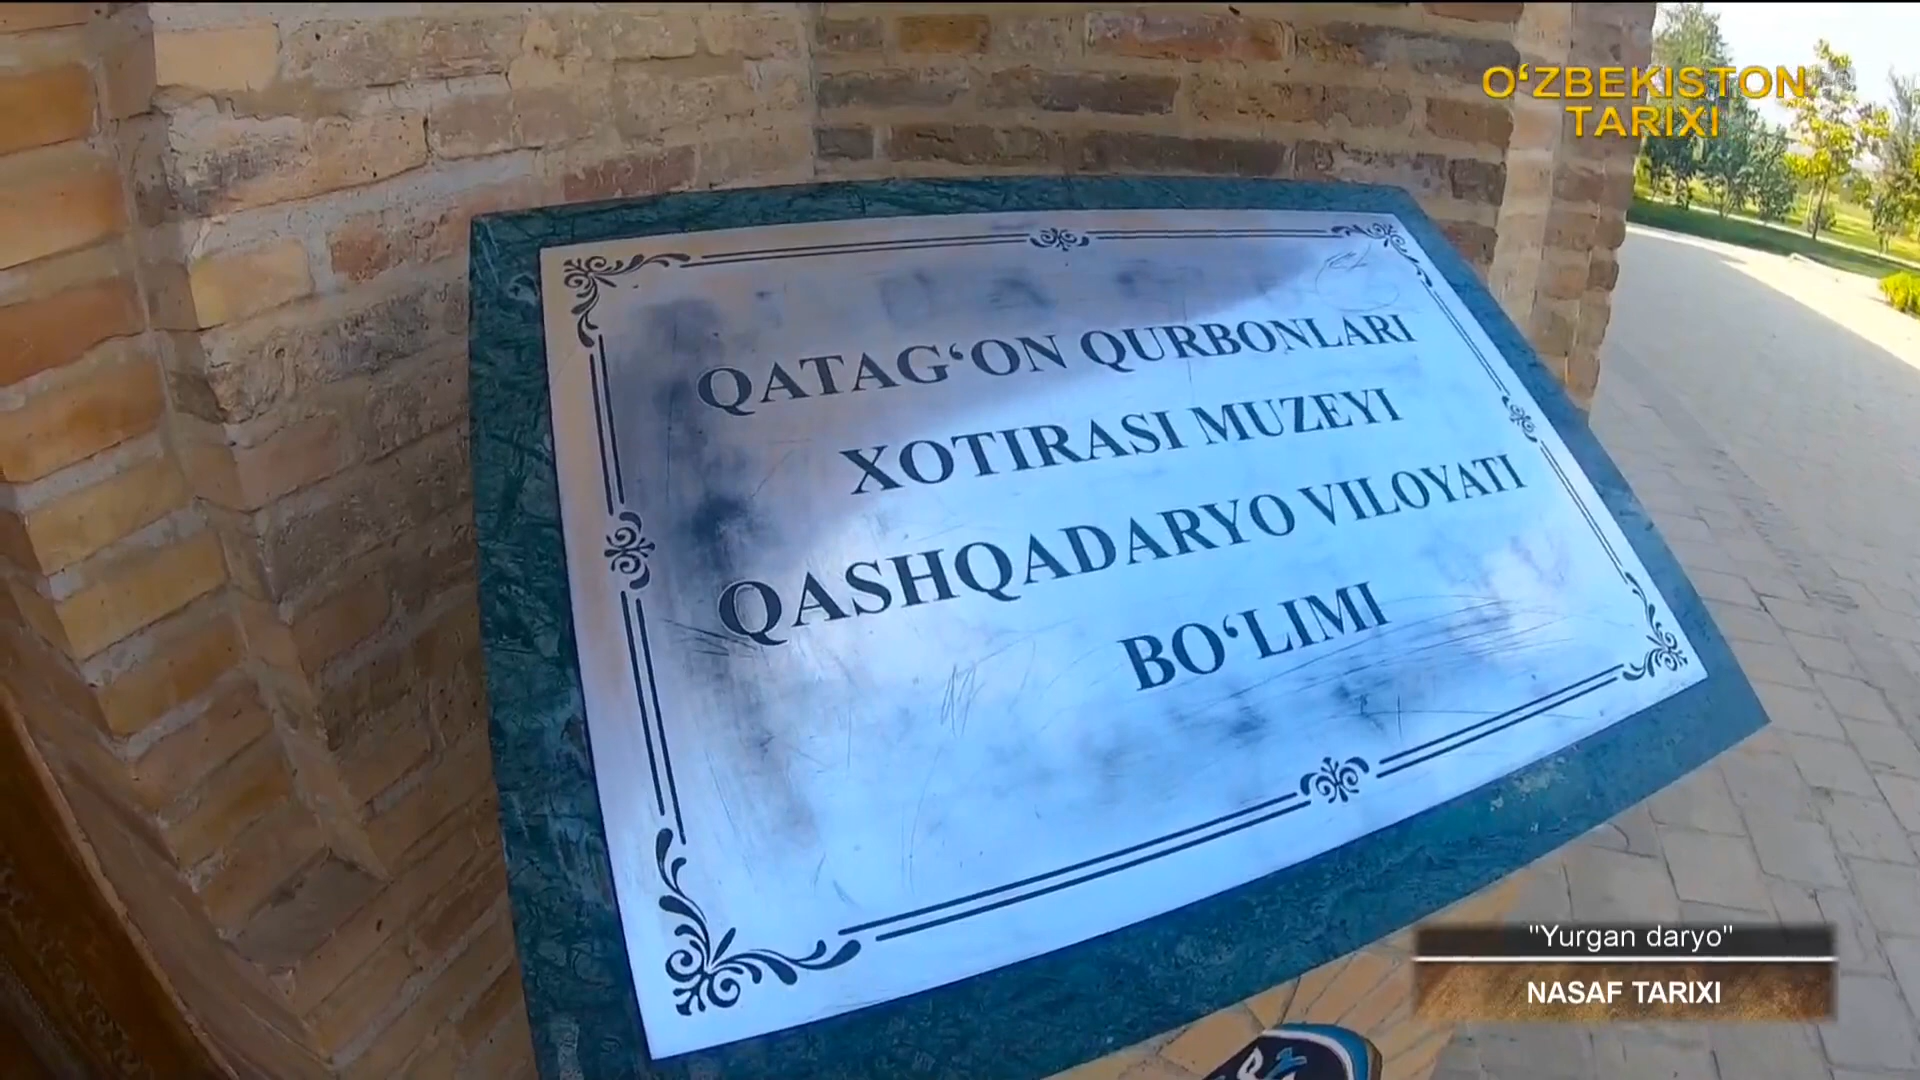 O‘ZBEKISTON
TARIXI
QATAG‘ON QURBONLARI
XOTIRASI MUZEYI
QASHQADARYO VILOYATI
BO‘LIMI
"Yurgan daryo"
NASAF TARIXI